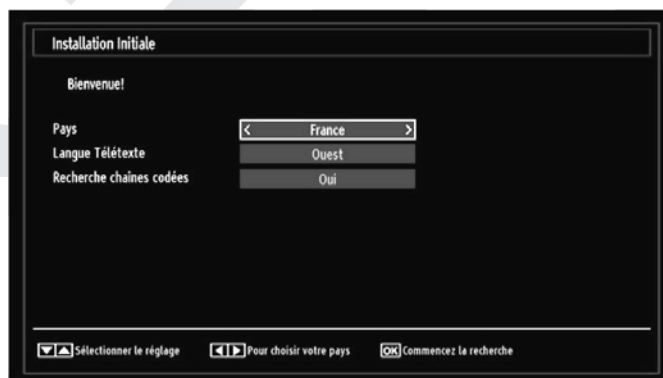 Installation Initiale
Bienvenue!
Pays < France >
Langue Télétexte Ouest
Recherche chaînes codées Oui
Sélectionner le réglage Pour choisir votre pays OK Commencez la recherche